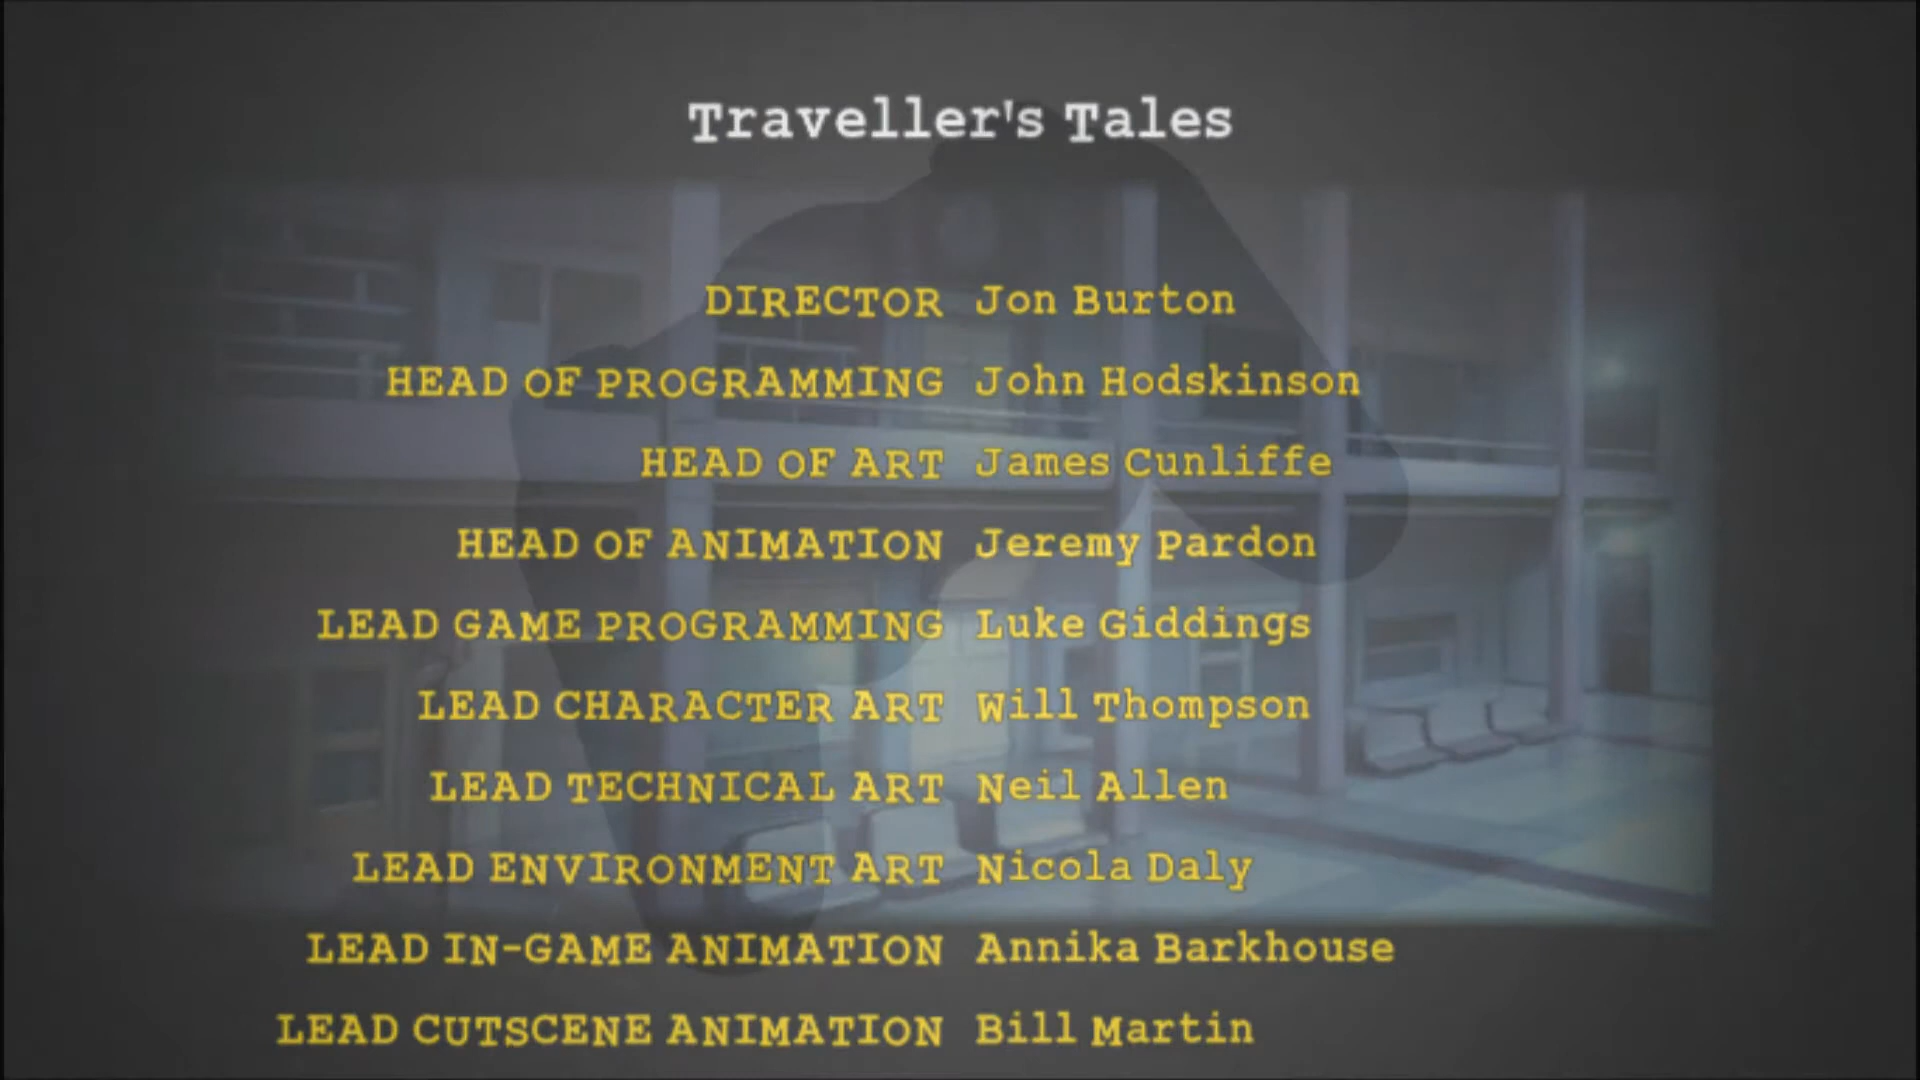 Traveller's Tales
DIRECTOR Jon Burton
HEAD OF PROGRAMMING John Hodskinson
HEAD OF ART James Cunliffe
HEAD OF ANIMATION Jeremy Pardon
LEAD GAME PROGRAMMING Luke Giddings
LEAD CHARACTER ART Will Thompson
LEAD TECHNICAL ART Neil Allen
LEAD ENVIRONMENT ART Nicola Daly
LEAD IN-GAME ANIMATION Annika Barkhouse
LEAD CUTSCENE ANIMATION Bill Martin